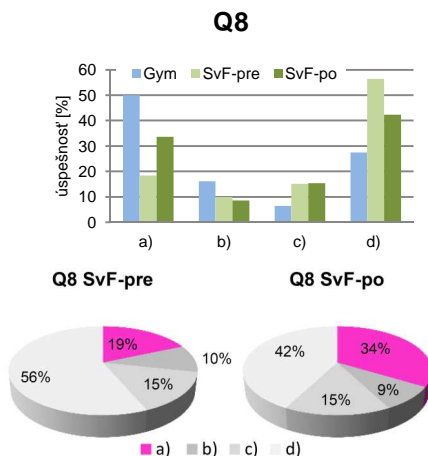 Q8
60
50
40
30
20
10
0
úspešnosť [%]
Gym SvF-pre SvF-po
a) b) c) d)
Q8 SvF-pre
19%
10%
15%
56%
Q8 SvF-po
34%
9%
15%
42%
a) b) c) d)